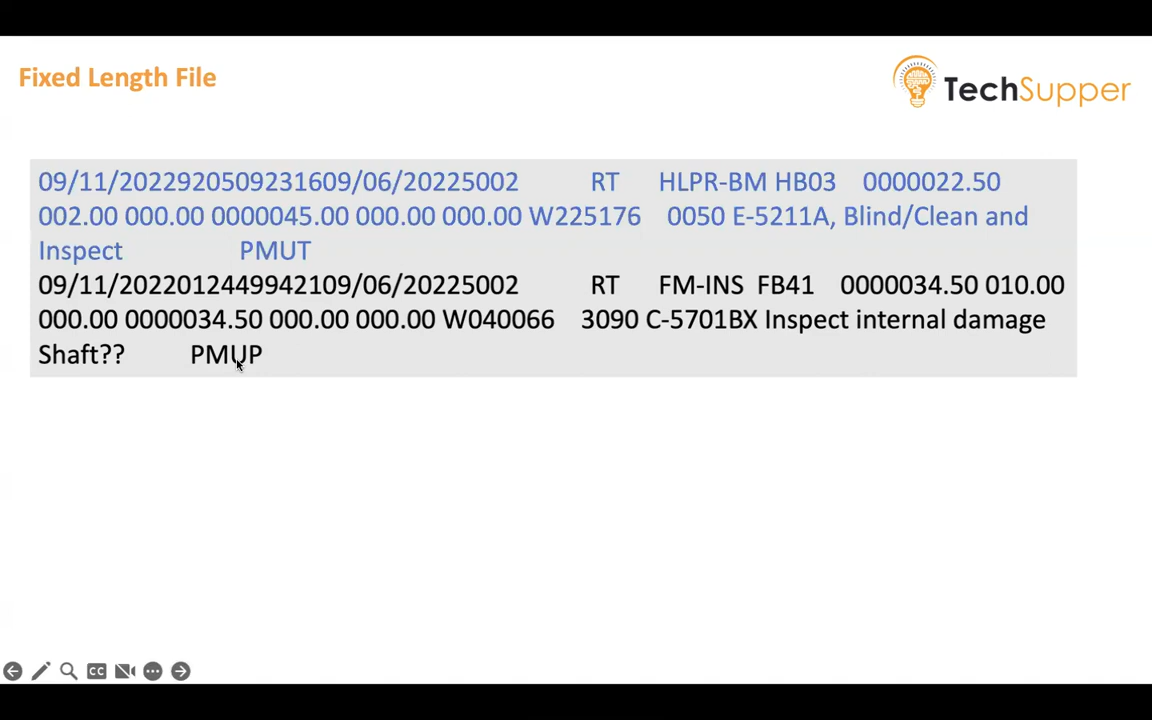 Fixed Length File
TechSupper
09/11/2022920509231609/06/20225002          RT      HLPR-BM HB03    0000022.50
002.00 000.00 0000045.00 000.00 000.00 W225176    0050 E-5211A, Blind/Clean and
Inspect                 PMUT
09/11/2022012449942109/06/20225002          RT      FM-INS  FB41    0000034.50 010.00
000.00 0000034.50 000.00 000.00 W040066    3090 C-5701BX Inspect internal damage
Shaft??          PMUP
CC